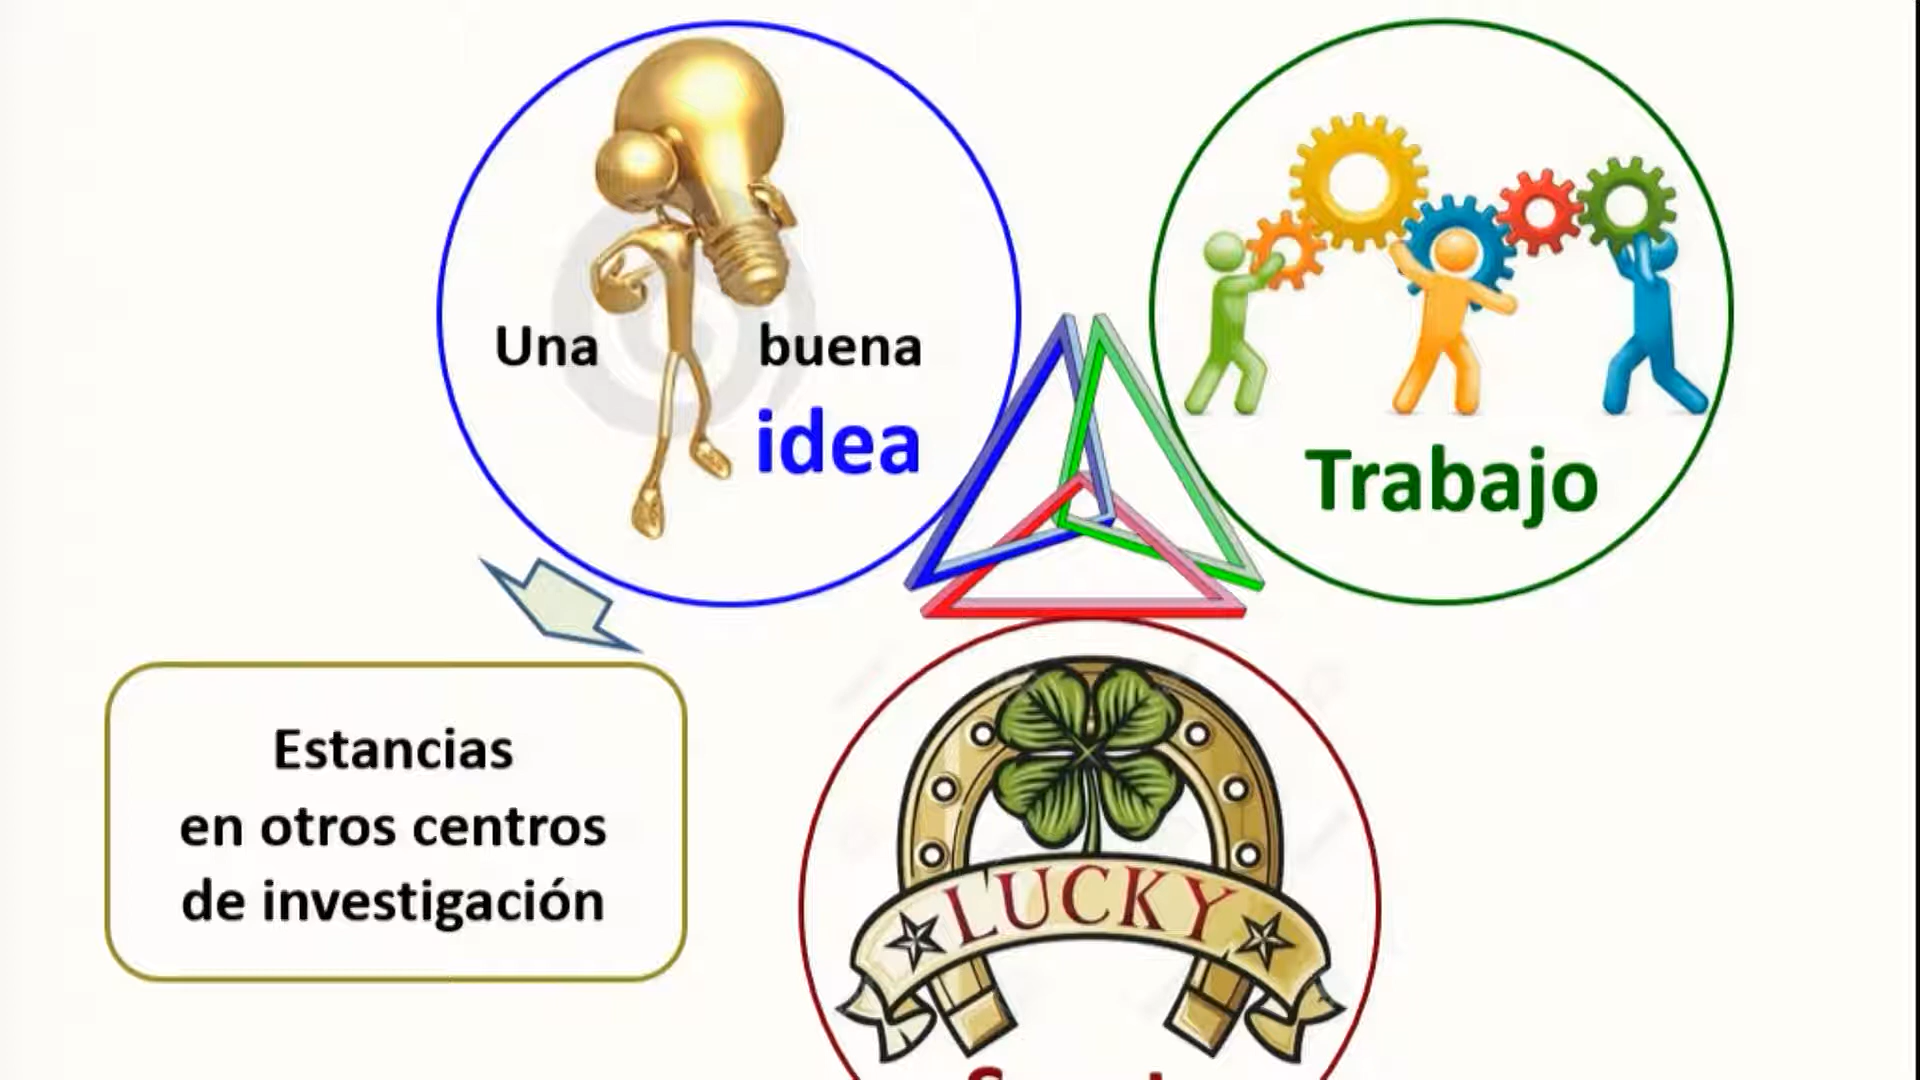 Una buena
idea
Trabajo
Estancias
en otros centros
de investigación
LUCKY